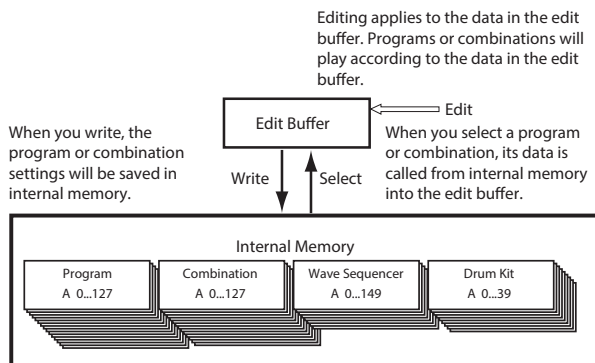 Editing applies to the data in the edit
buffer. Programs or combinations will
play according to the data in the edit
buffer.
Edit Buffer
Edit
When you write, the
program or combination
settings will be saved in
internal memory.
When you select a program
or combination, its data is
called from internal memory
into the edit buffer.
Write
Select
Internal Memory
Program
A 0...127
Combination
A 0...127
Wave Sequencer
A 0...149
Drum Kit
A 0...39